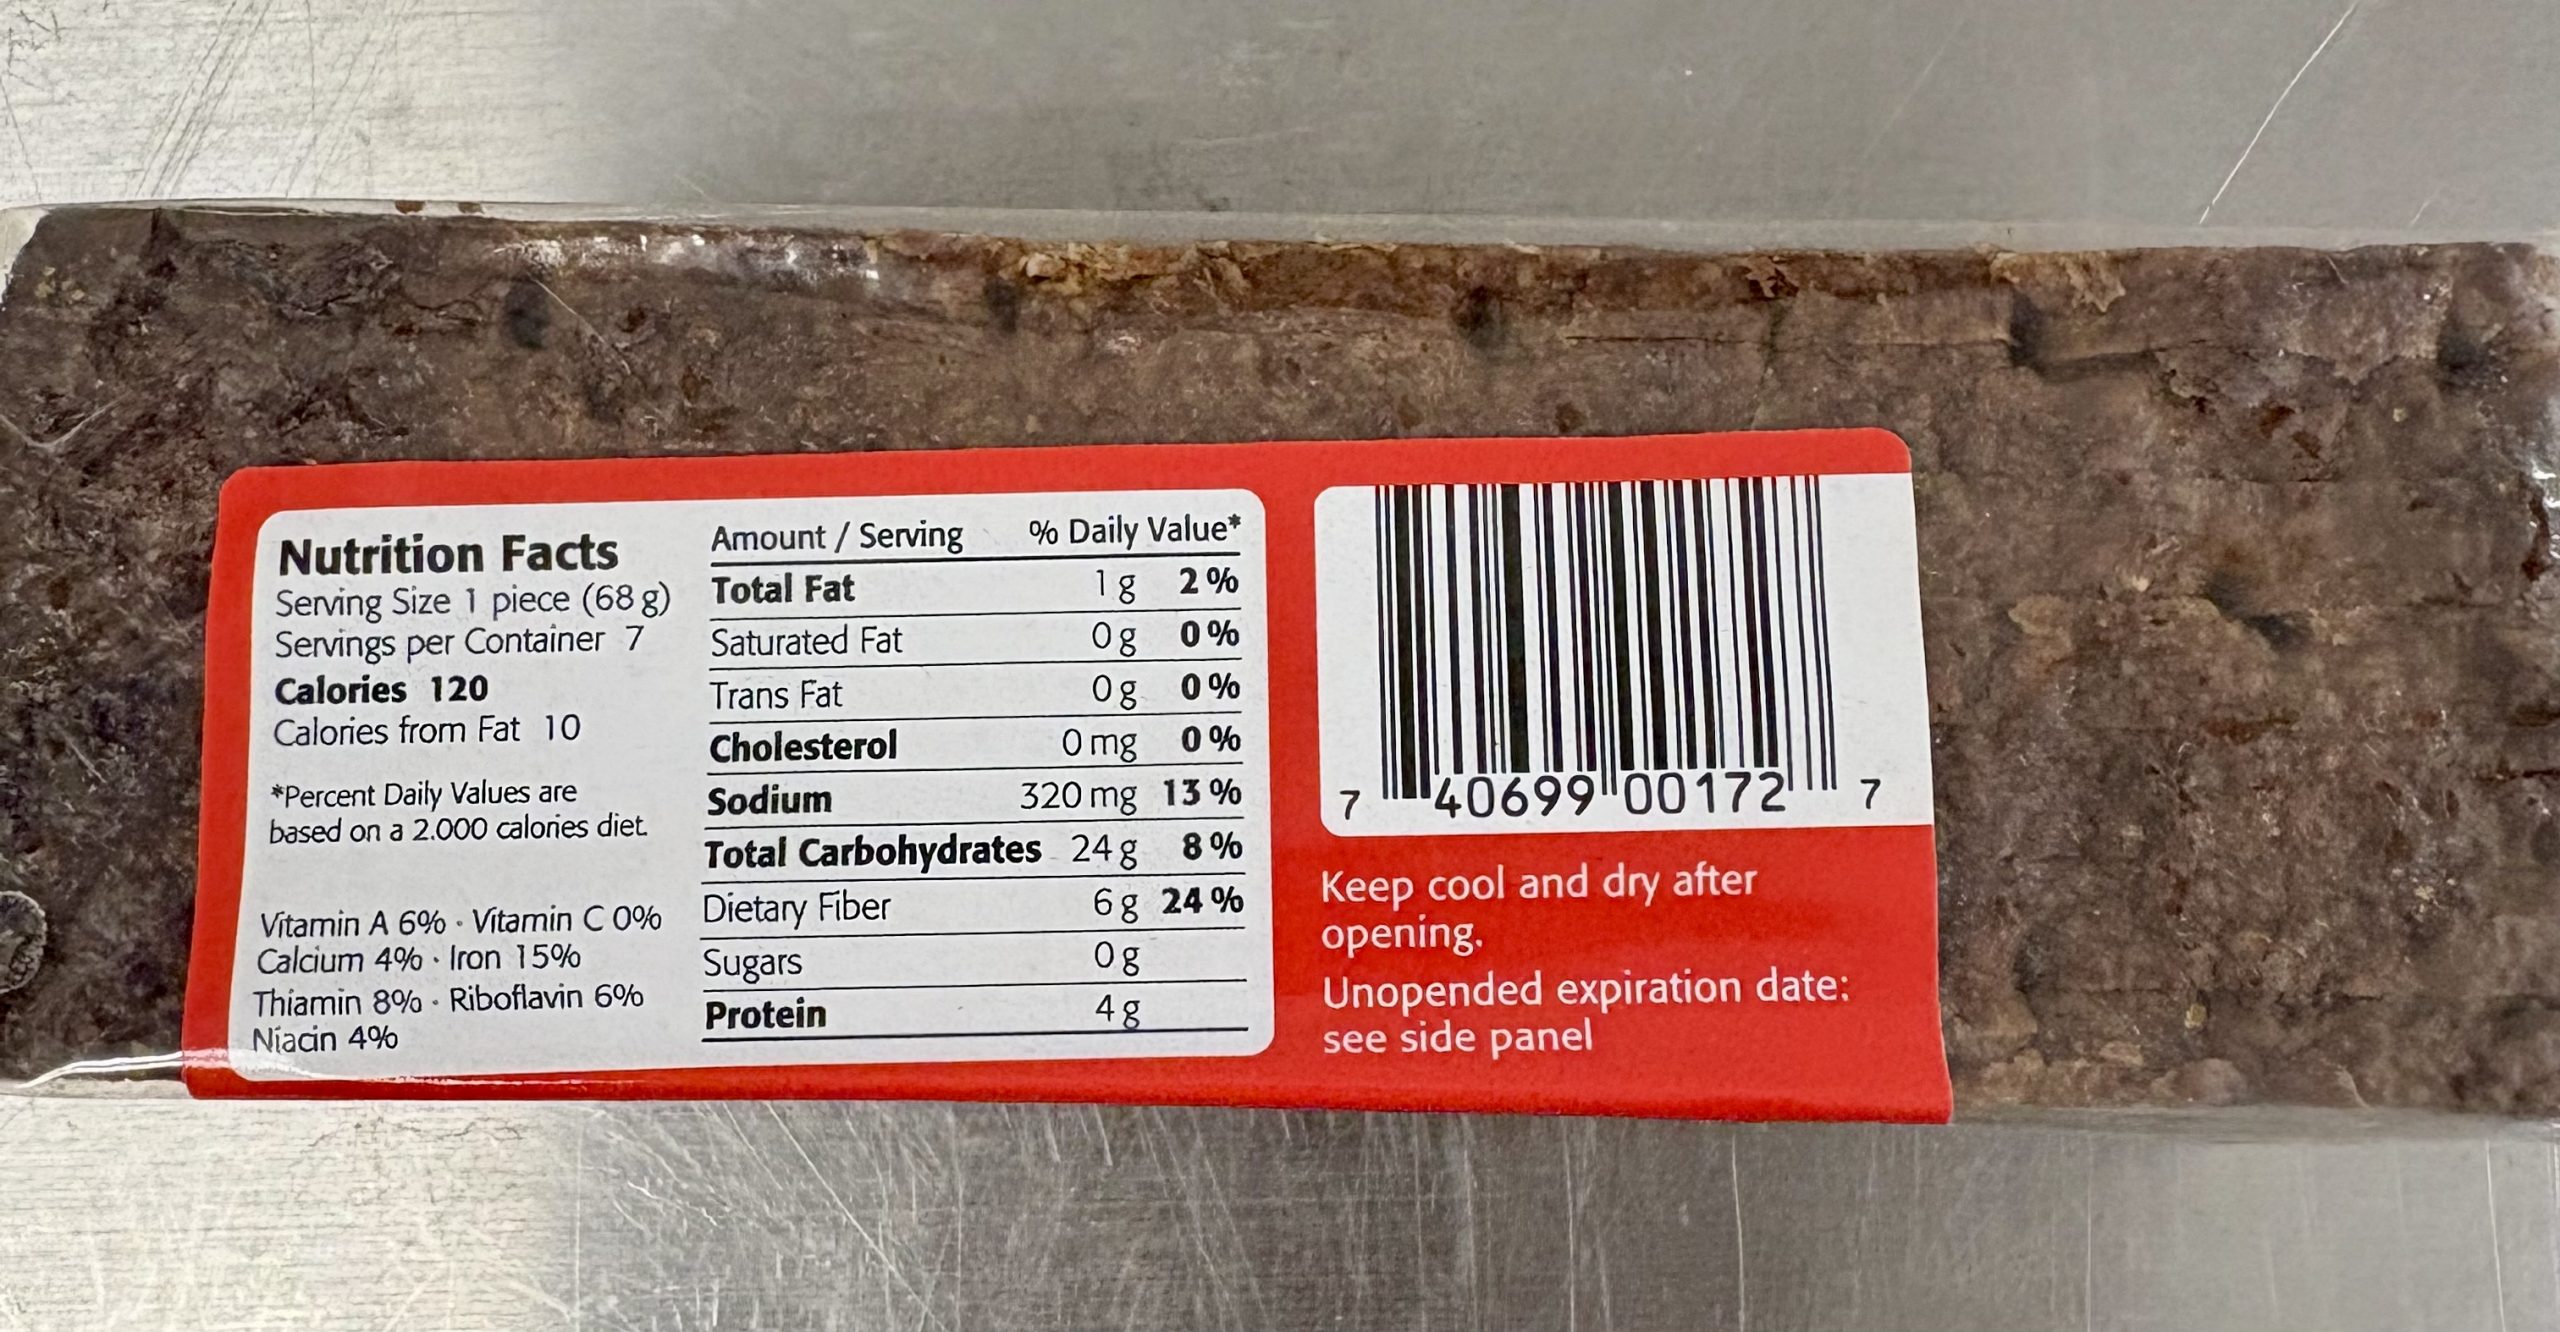 Nutrition Facts
Serving Size 1 piece (68 g)
Servings per Container 7
Calories 120
Calories from Fat 10
*Percent Daily Values are
based on a 2.000 calories diet.
Vitamin A 6% · Vitamin C 0%
Calcium 4% · Iron 15%
Thiamin 8% · Riboflavin 6%
Niacin 4%
Amount / Serving % Daily Value*
Total Fat 1 g 2 %
Saturated Fat 0 g 0 %
Trans Fat 0 g 0 %
Cholesterol 0 mg 0 %
Sodium 320 mg 13 %
Total Carbohydrates 24 g 8 %
Dietary Fiber 6 g 24 %
Sugars 0 g
Protein 4 g
7 40699 00172 7
Keep cool and dry after
opening.
Unopended expiration date:
see side panel